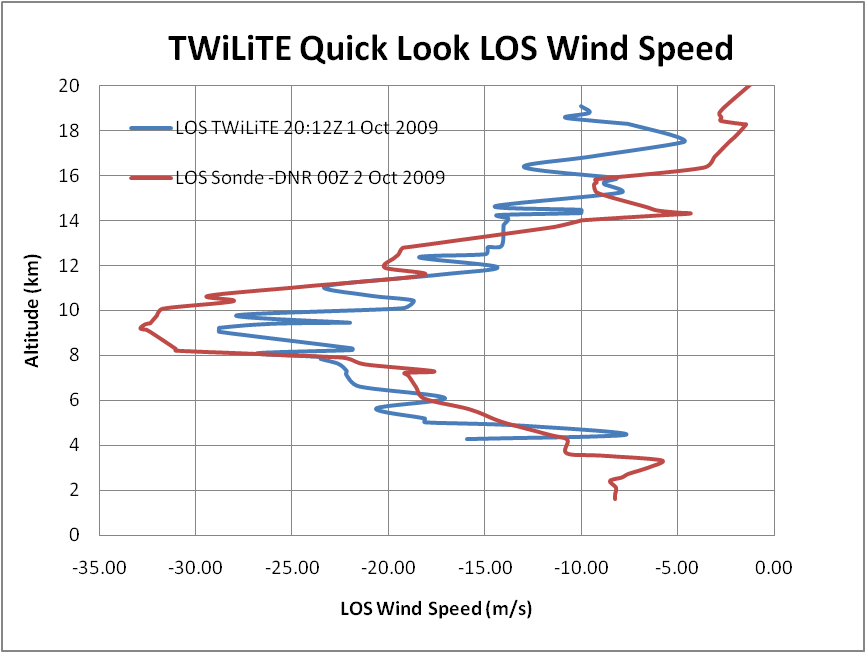 TWiLiTE Quick Look LOS Wind Speed
20
LOS TWiLiTE 20:12Z 1 Oct 2009
18
LOS Sonde -DNR 00Z 2 Oct 2009
16
14
12
10
8
6
4
2
0
Altitude (km)
-35.00 -30.00 -25.00 -20.00 -15.00 -10.00 -5.00 0.00
LOS Wind Speed (m/s)